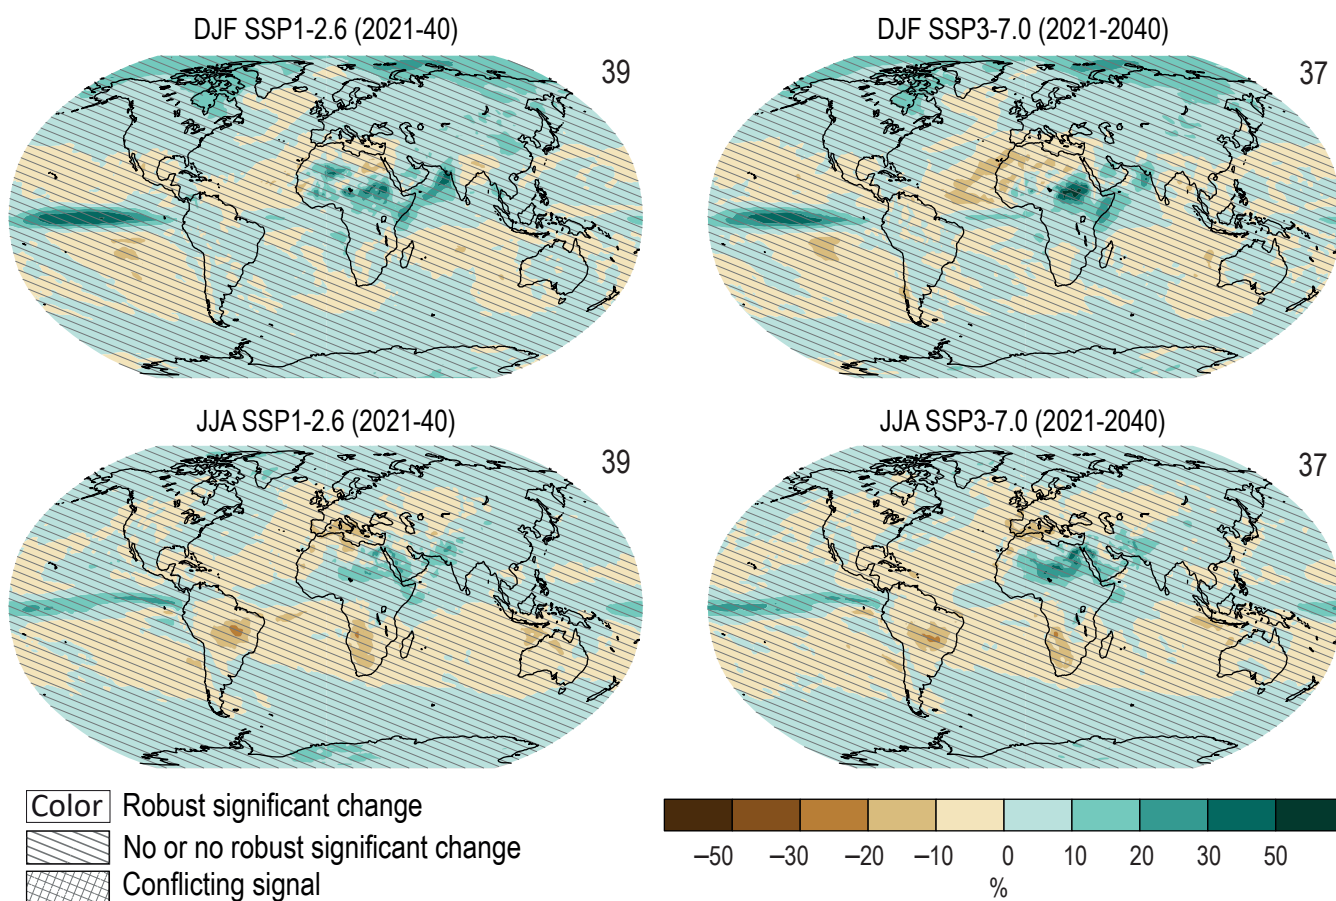 DJF SSP1-2.6 (2021-40)
DJF SSP3-7.0 (2021-2040)
39
37
JJA SSP1-2.6 (2021-40)
JJA SSP3-7.0 (2021-2040)
39
37
Color Robust significant change
No or no robust significant change
Conflicting signal
–50 –30 –20 –10 0 10 20 30 50
%